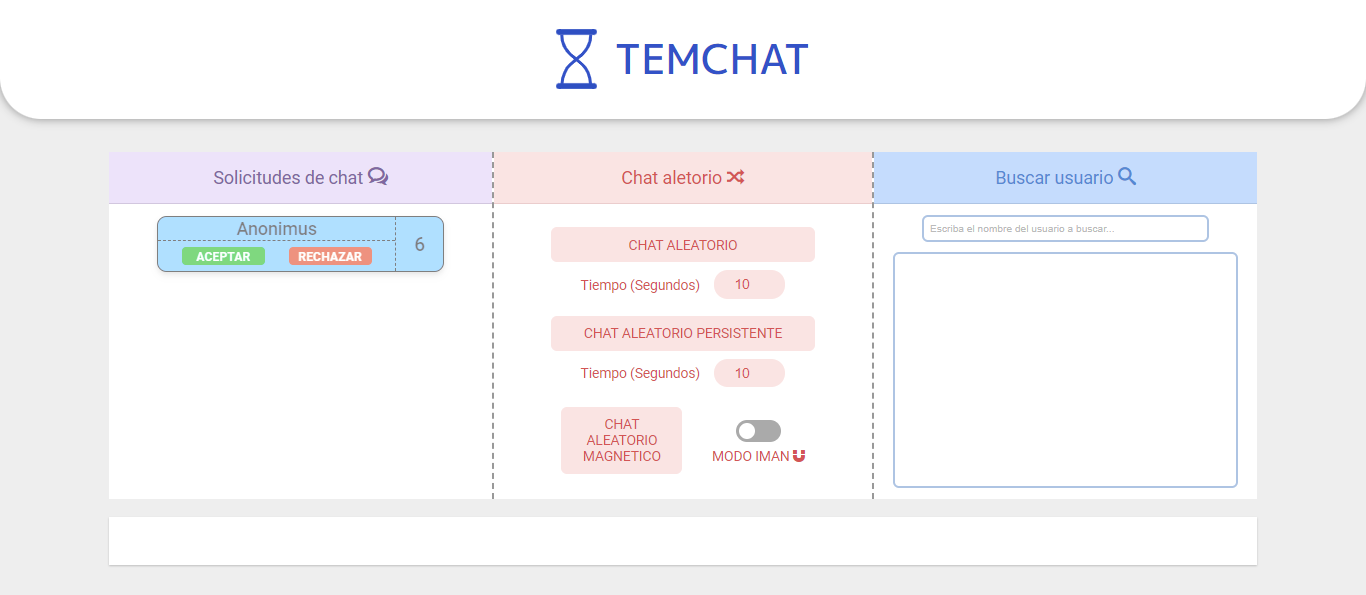 TEMCHAT
Solicitudes de chat
Anonimus
6
ACEPTAR
RECHAZAR
Chat aletorio
CHAT ALEATORIO
Tiempo (Segundos)
10
CHAT ALEATORIO PERSISTENTE
Tiempo (Segundos)
10
CHAT
ALEATORIO
MAGNETICO
MODO IMAN
Buscar usuario
Escriba el nombre del usuario a buscar...